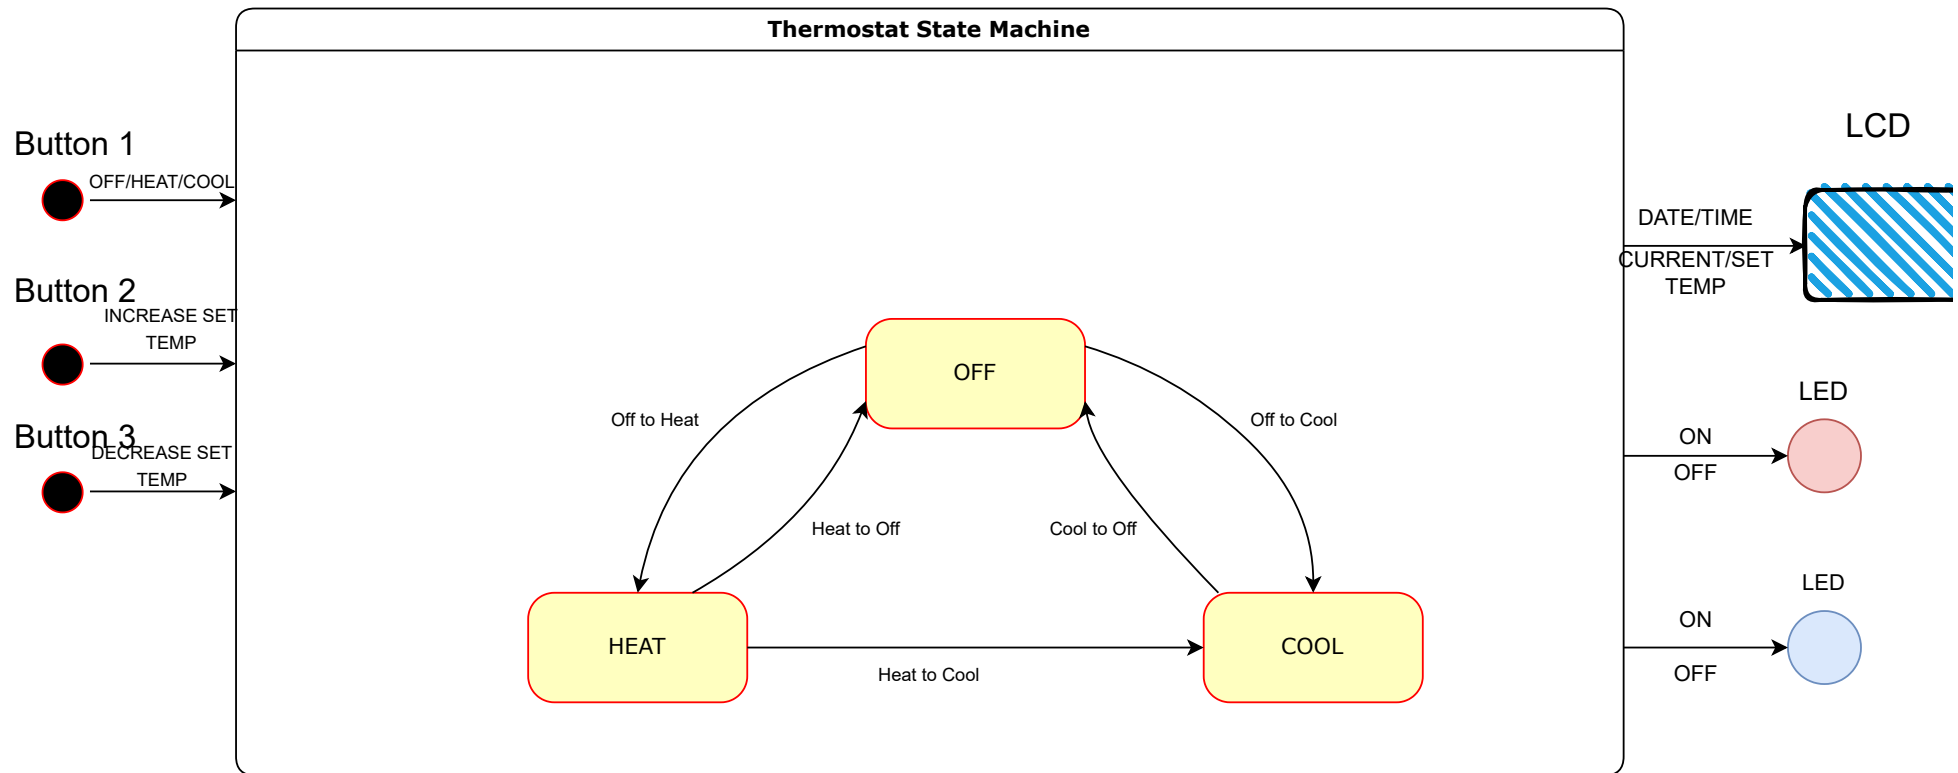 Thermostat State Machine
Button 1
OFF/HEAT/COOL
Button 2
INCREASE SET
TEMP
Button 3
DECREASE SET
TEMP
OFF
Off to Heat
Off to Cool
Heat to Off
Cool to Off
HEAT
COOL
Heat to Cool
LCD
DATE/TIME
CURRENT/SET
TEMP
LED
ON
OFF
LED
ON
OFF